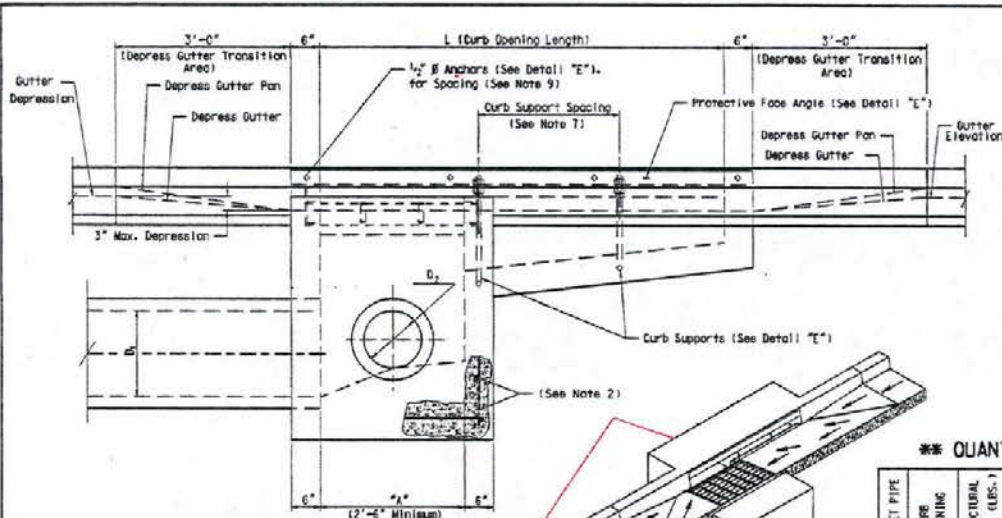 3'-0"
6"
L (Curb Opening Length)
6"
3'-0"
(Depress Gutter Transition
Area)
(Depress Gutter Transition
Area)
Gutter
Depression
Depress Gutter Pan
Depress Gutter
1/2" Ø Anchors (See Detail "E").
for Spacing (See Note 9)
Curb Support Spacing
(See Note 7)
Protective Face Angle (See Detail "E")
Depress Gutter Pan
Depress Gutter
Gutter
Elevation
3" Max. Depression
D₂
D₁
Curb Supports (See Detail "E")
(See Note 2)
6"
"A"
6"
(2'-6" Minimum)
** QUANT
PIPE
(LBS.)